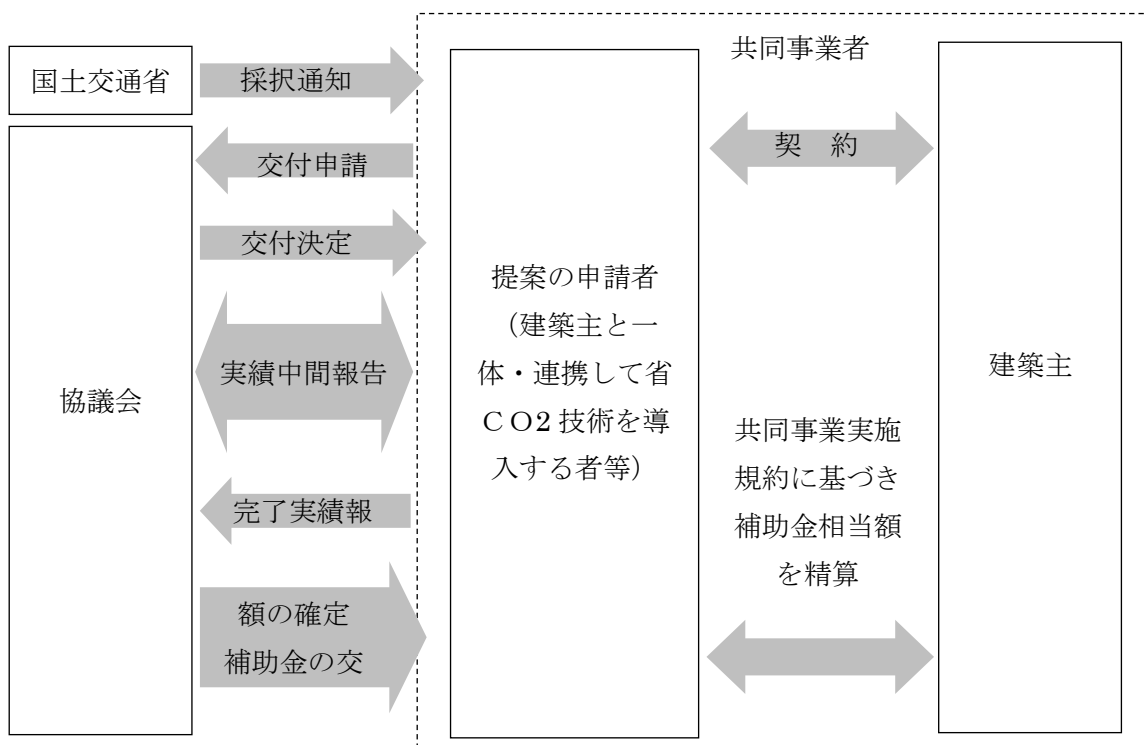 共同事業者
国土交通省
採択通知
交付申請
交付決定
実績中間報告
完了実績報
額の確定
補助金の交
協議会
提案の申請者
（建築主と一
体・連携して省
ＣＯ2 技術を導
入する者等）
契　約
共同事業実施
規約に基づき
補助金相当額
を精算
建築主